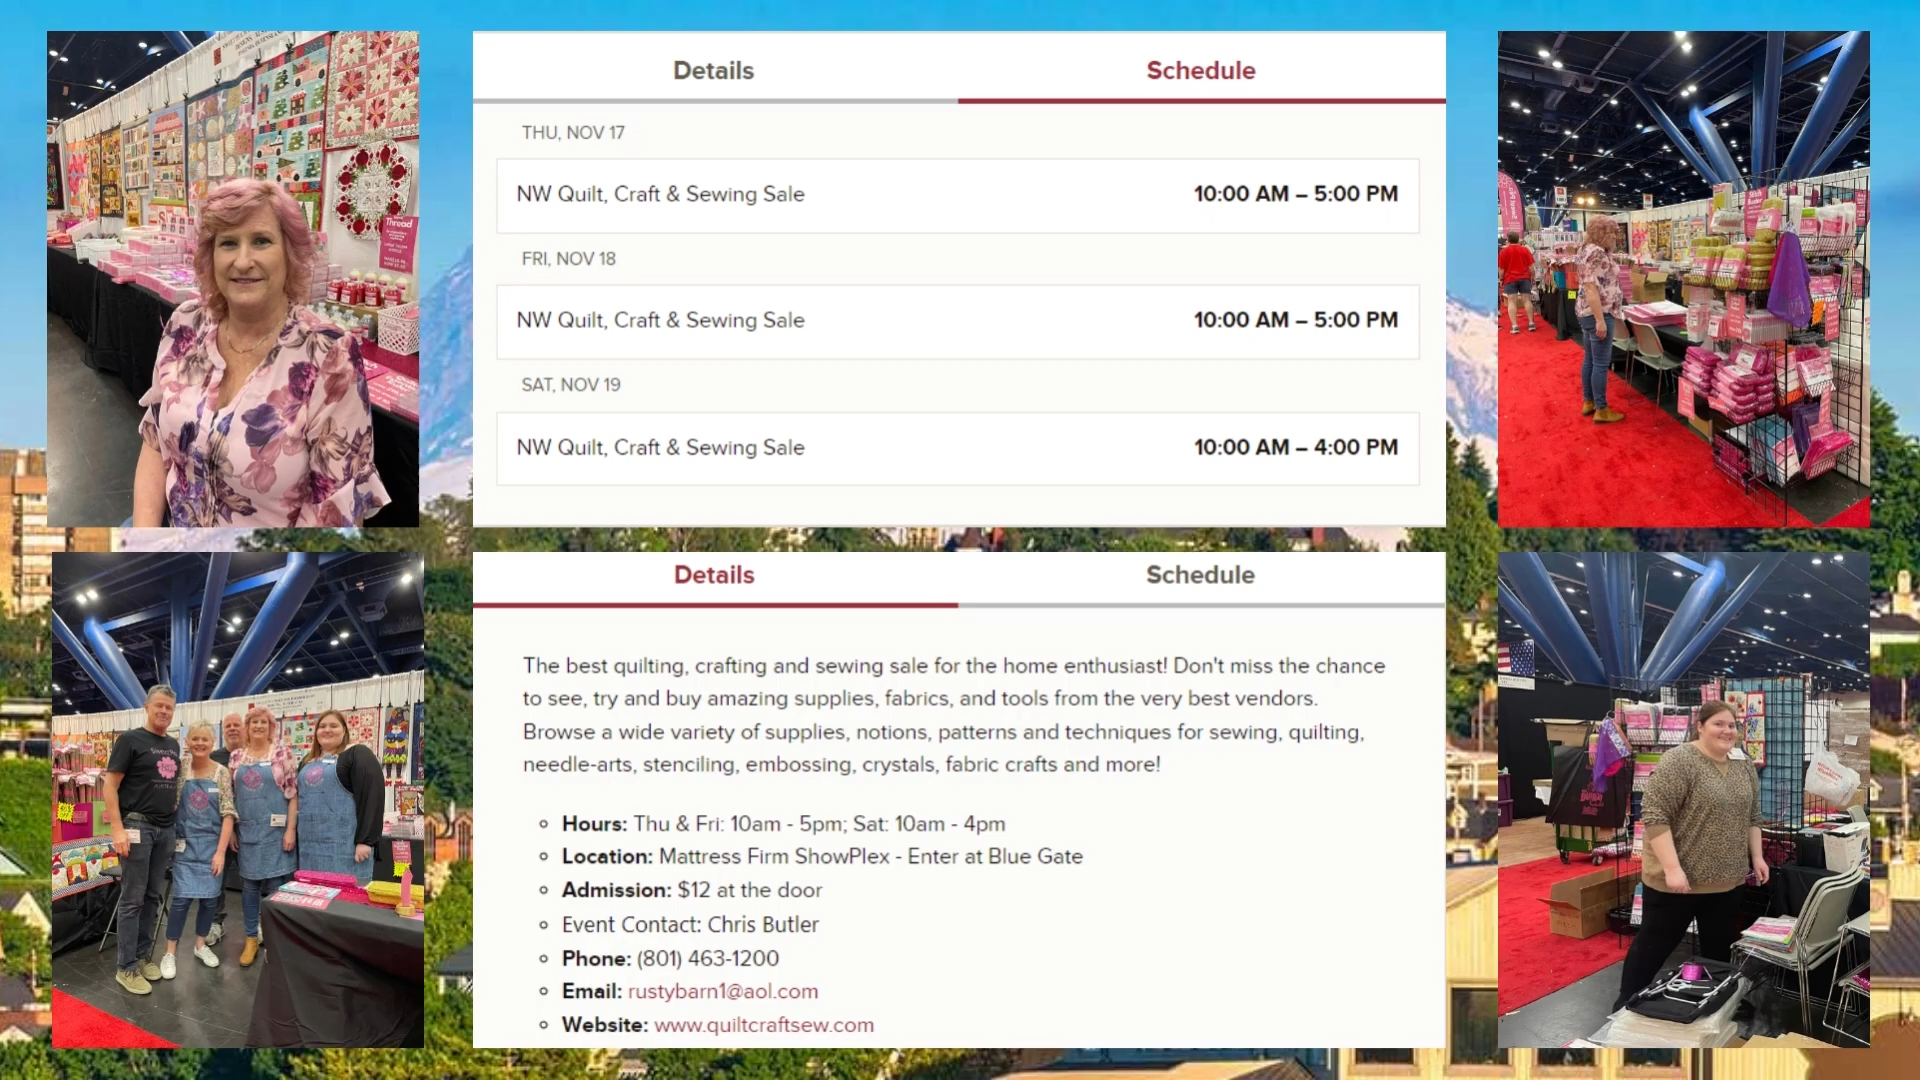 Details
Schedule
THU, NOV 17
NW Quilt, Craft & Sewing Sale
10:00 AM – 5:00 PM
FRI, NOV 18
NW Quilt, Craft & Sewing Sale
10:00 AM – 5:00 PM
SAT, NOV 19
NW Quilt, Craft & Sewing Sale
10:00 AM – 4:00 PM
Thread
Details
Schedule
The best quilting, crafting and sewing sale for the home enthusiast! Don't miss the chance
to see, try and buy amazing supplies, fabrics, and tools from the very best vendors.
Browse a wide variety of supplies, notions, patterns and techniques for sewing, quilting,
needle-arts, stenciling, embossing, crystals, fabric crafts and more!
Hours: Thu & Fri: 10am - 5pm; Sat: 10am - 4pm
Location: Mattress Firm ShowPlex - Enter at Blue Gate
Admission: $12 at the door
Event Contact: Chris Butler
Phone: (801) 463-1200
Email: rustybarn1@aol.com
Website: www.quiltcraftsew.com